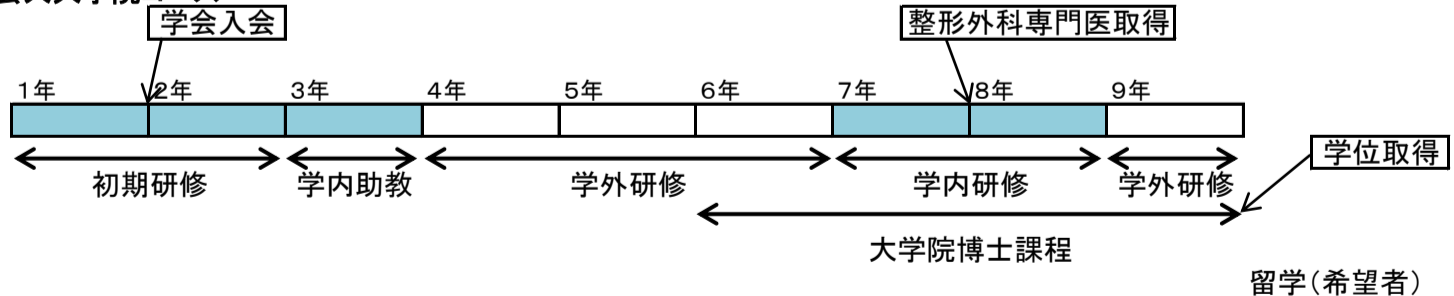 学会入会
整形外科専門医取得
1年 2年 3年 4年 5年 6年 7年 8年 9年
学位取得
初期研修 学内助教 学外研修 学内研修 学外研修
大学院博士課程
留学(希望者)